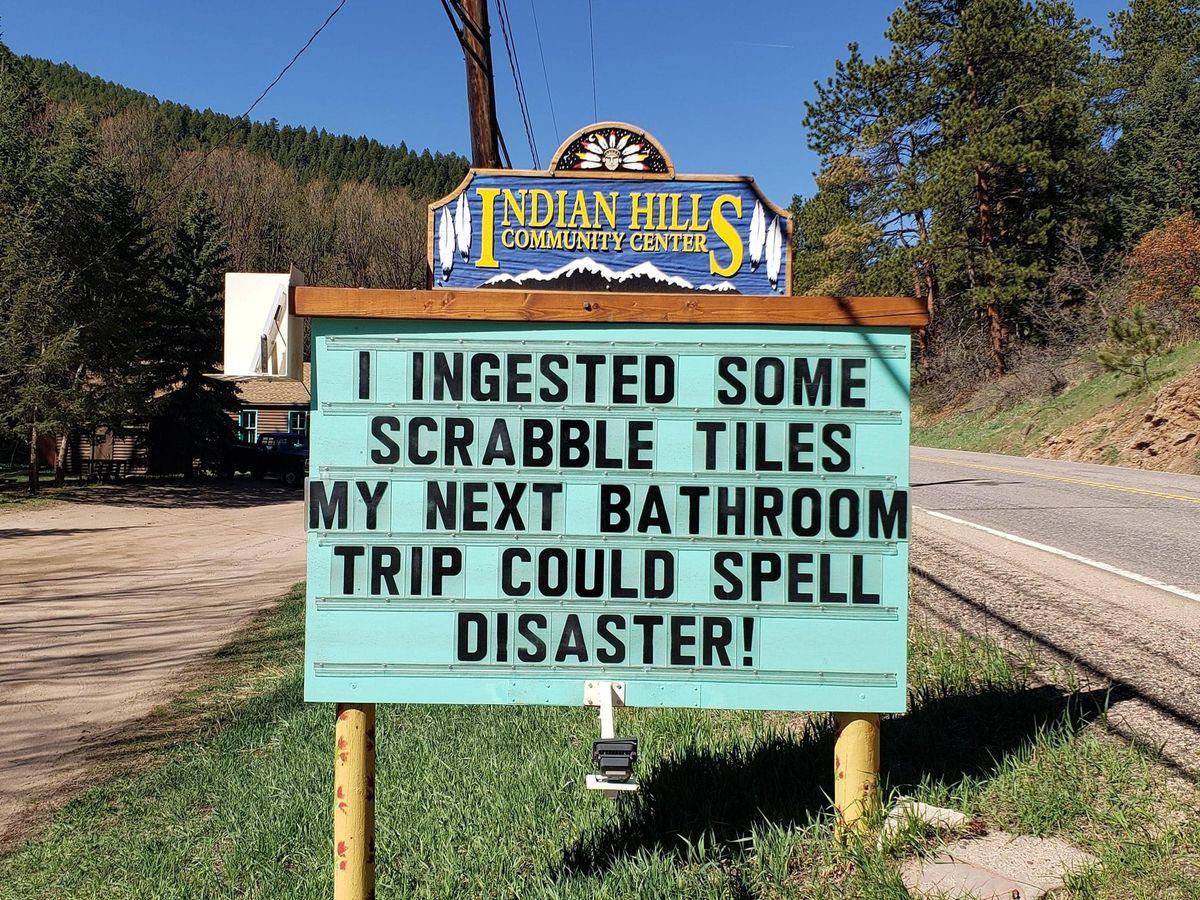 INDIAN HILLS
COMMUNITY CENTER
I INGESTED SOME
SCRABBLE TILES
MY NEXT BATHROOM
TRIP COULD SPELL
DISASTER!